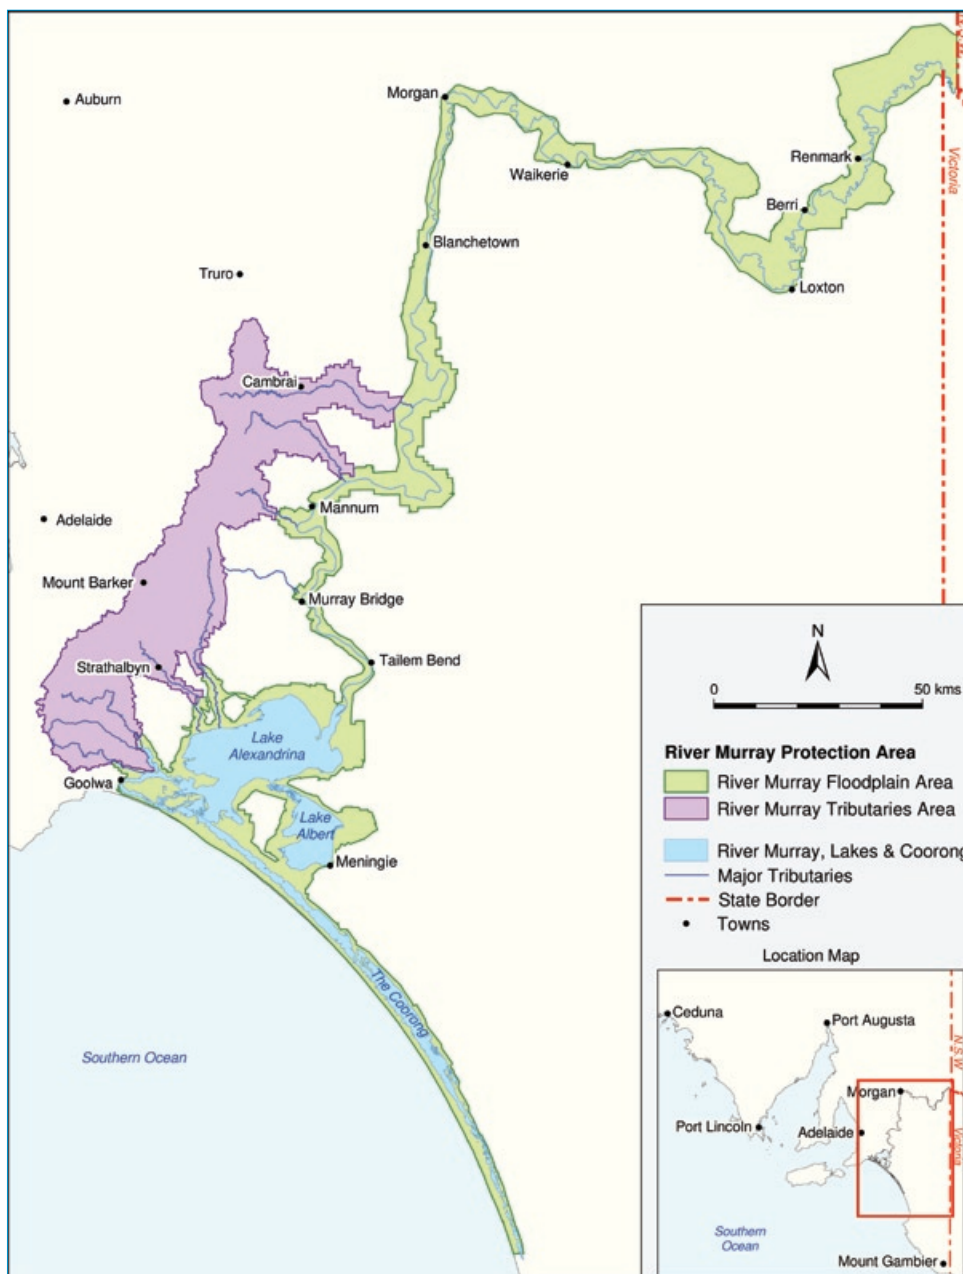 Auburn
Morgan
Waikerie
Renmark
Berri
Loxton
Victoria
Blanchetown
Truro
Cambrai
Mannum
Adelaide
Mount Barker
Murray Bridge
Strathalbyn
Tailem Bend
Lake
Alexandrina
Goolwa
Lake
Albert
Meningie
The Coorong
Southern Ocean
N
0 50 kms
River Murray Protection Area
River Murray Floodplain Area
River Murray Tributaries Area
River Murray, Lakes & Coorong
Major Tributaries
State Border
Towns
Location Map
Ceduna
Port Augusta
N.S.W
Morgan
Port Lincoln
Adelaide
Victoria
Southern
Ocean
Mount Gambier